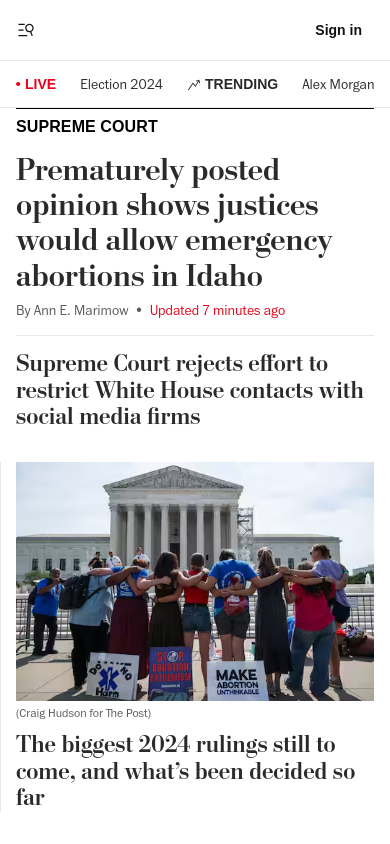 Sign in
LIVE
Election 2024
TRENDING
Alex Morgan
SUPREME COURT
Prematurely posted
opinion shows justices
would allow emergency
abortions in Idaho
By Ann E. Marimow • Updated 7 minutes ago
Supreme Court rejects effort to
restrict White House contacts with
social media firms
Harm
STOP
ABORTION
EXTREMISM
MAKE
ABORTION
UNTHINKABLE
(Craig Hudson for The Post)
The biggest 2024 rulings still to
come, and what's been decided so
far